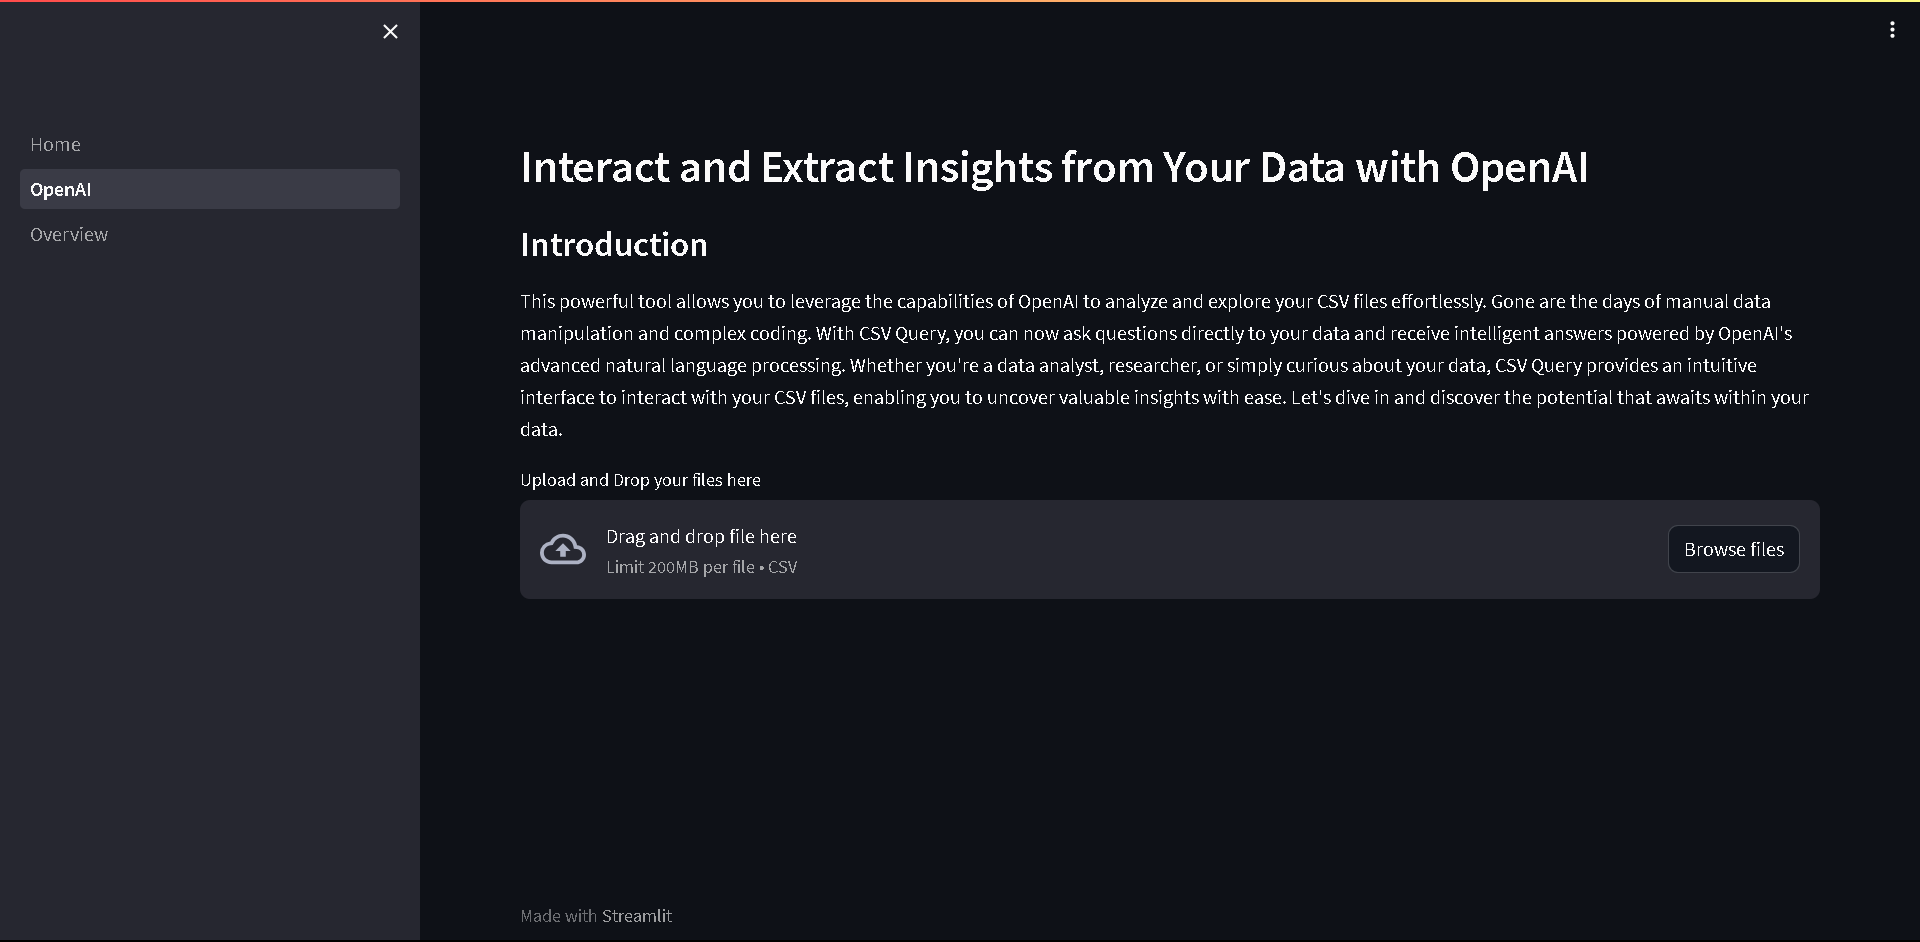 Home
OpenAI
Overview
Interact and Extract Insights from Your Data with OpenAI
Introduction
This powerful tool allows you to leverage the capabilities of OpenAI to analyze and explore your CSV files effortlessly. Gone are the days of manual data
manipulation and complex coding. With CSV Query, you can now ask questions directly to your data and receive intelligent answers powered by OpenAI's
advanced natural language processing. Whether you're a data analyst, researcher, or simply curious about your data, CSV Query provides an intuitive
interface to interact with your CSV files, enabling you to uncover valuable insights with ease. Let's dive in and discover the potential that awaits within your
data.
Upload and Drop your files here
Drag and drop file here
Limit 200MB per file • CSV
Browse files
Made with Streamlit